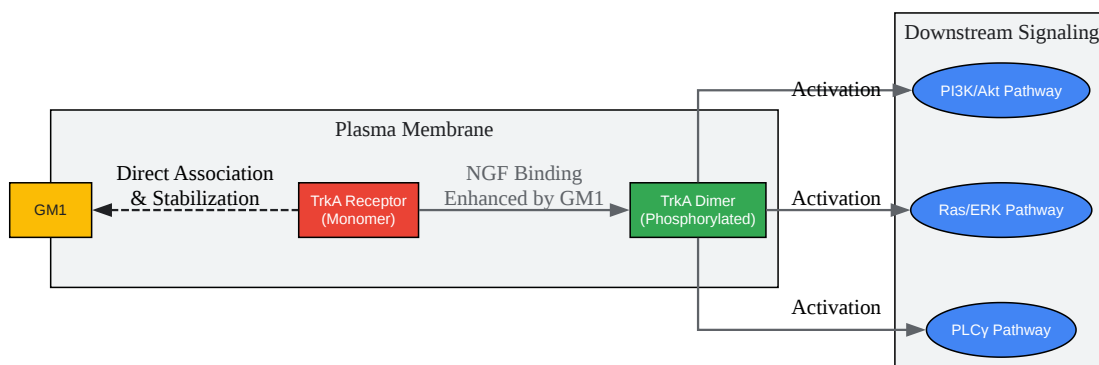 Downstream Signaling
Activation
PI3K/Akt Pathway
Plasma Membrane
Direct Association
& Stabilization
NGF Binding
Enhanced by GM1
GM1
TrkA Receptor
(Monomer)
TrkA Dimer
(Phosphorylated)
Activation
Ras/ERK Pathway
Activation
PLCγ Pathway